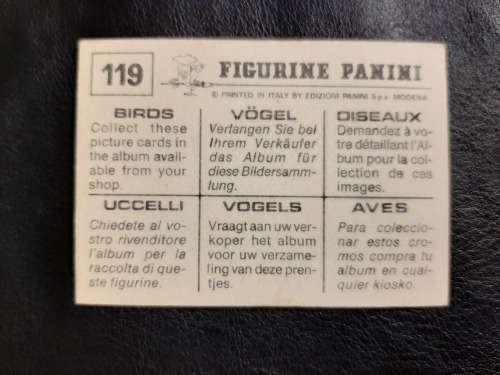 119
FIGURINE PANINI
© PRINTED IN ITALY BY EDIZIONI PANINI S.p.A. MODENA
BIRDS
Collect these
picture cards in
the album avail-
able from your
shop.
VÖGEL
Verlangen Sie bei
Ihrem Verkäufer
das Album für
diese Bildersamm-
lung.
OISEAUX
Demandez à vo-
tre détaillant l'Al-
bum pour la col-
lection de ces
images.
UCCELLI
Chiedete al vo-
stro rivenditore
l'album per la
raccolta di que-
ste figurine.
VOGELS
Vraagt aan uw ver-
koper het album
voor uw verzame-
ling van deze pren-
tjes.
AVES
Para coleccio-
nar estos cro-
mos compra tu
album en cual-
quier kiosko.